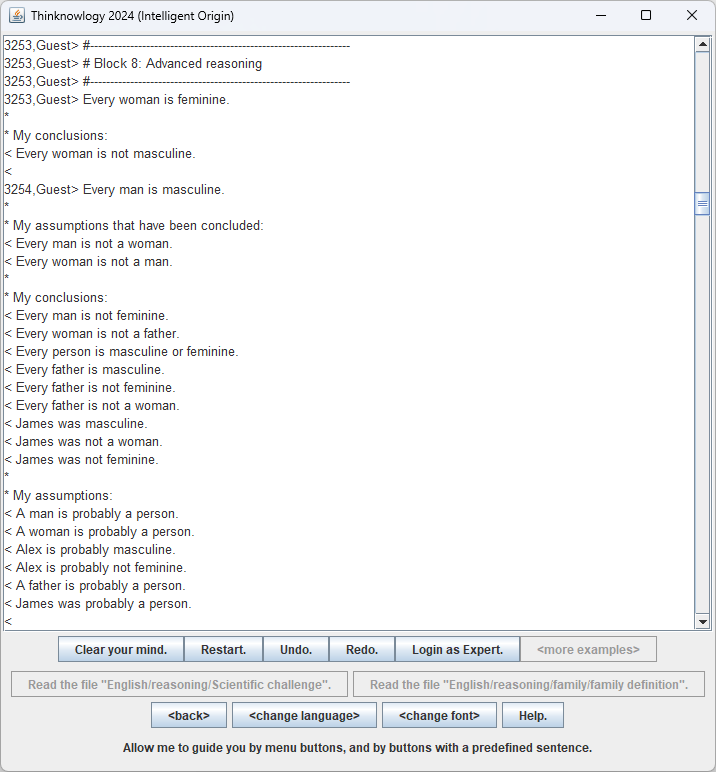 Thinknowlogy 2024 (Intelligent Origin)
3253,Guest> #-----------------------------------------------------------------
3253,Guest> # Block 8: Advanced reasoning
3253,Guest> #-----------------------------------------------------------------
3253,Guest> Every woman is feminine.
*
* My conclusions:
< Every woman is not masculine.
<
3254,Guest> Every man is masculine.
*
* My assumptions that have been concluded:
< Every man is not a woman.
< Every woman is not a man.
*
* My conclusions:
< Every man is not feminine.
< Every woman is not a father.
< Every person is masculine or feminine.
< Every father is masculine.
< Every father is not feminine.
< Every father is not a woman.
< James was masculine.
< James was not a woman.
< James was not feminine.
*
* My assumptions:
< A man is probably a person.
< A woman is probably a person.
< Alex is probably masculine.
< Alex is probably not feminine.
< A father is probably a person.
< James was probably a person.
<
Clear your mind. Restart. Undo. Redo. Login as Expert. <more examples>
Read the file "English/reasoning/Scientific challenge". Read the file "English/reasoning/family/family definition".
<back> <change language> <change font> Help.
Allow me to guide you by menu buttons, and by buttons with a predefined sentence.